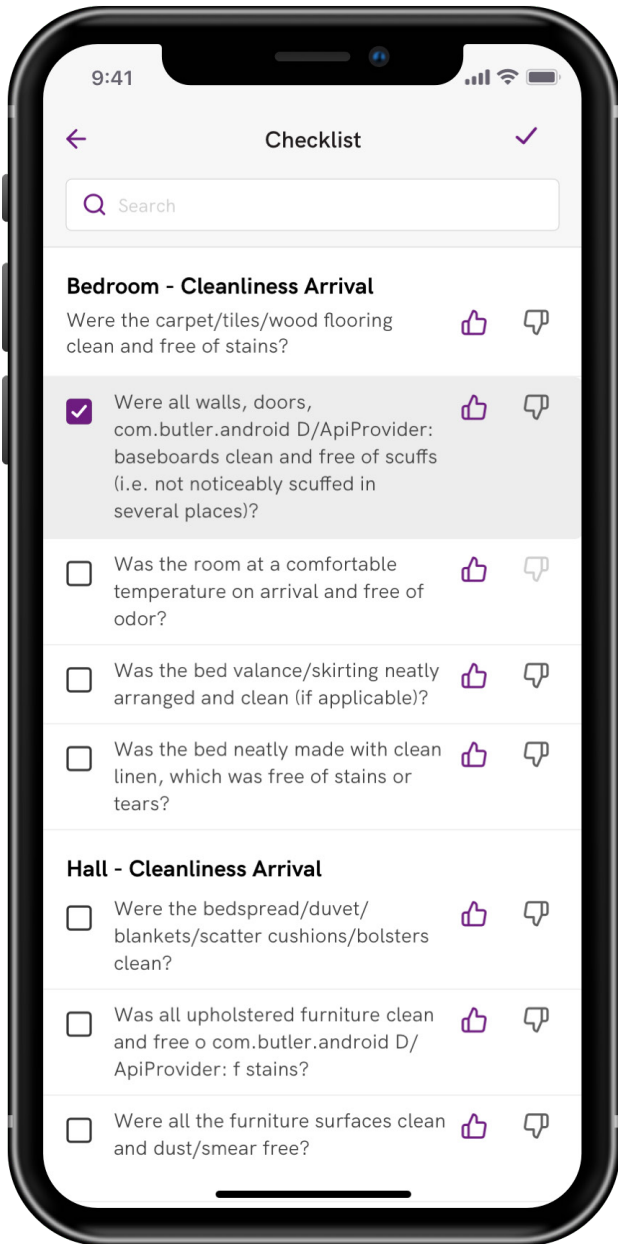 9:41
Checklist
Search
Bedroom - Cleanliness Arrival
Were the carpet/tiles/wood flooring
clean and free of stains?
Were all walls, doors,
com.butler.android D/ApiProvider:
baseboards clean and free of scuffs
(i.e. not noticeably scuffed in
several places)?
Was the room at a comfortable
temperature on arrival and free of
odor?
Was the bed valance/skirting neatly
arranged and clean (if applicable)?
Was the bed neatly made with clean
linen, which was free of stains or
tears?
Hall - Cleanliness Arrival
Were the bedspread/duvet/
blankets/scatter cushions/bolsters
clean?
Was all upholstered furniture clean
and free o com.butler.android D/
ApiProvider: f stains?
Were all the furniture surfaces clean
and dust/smear free?